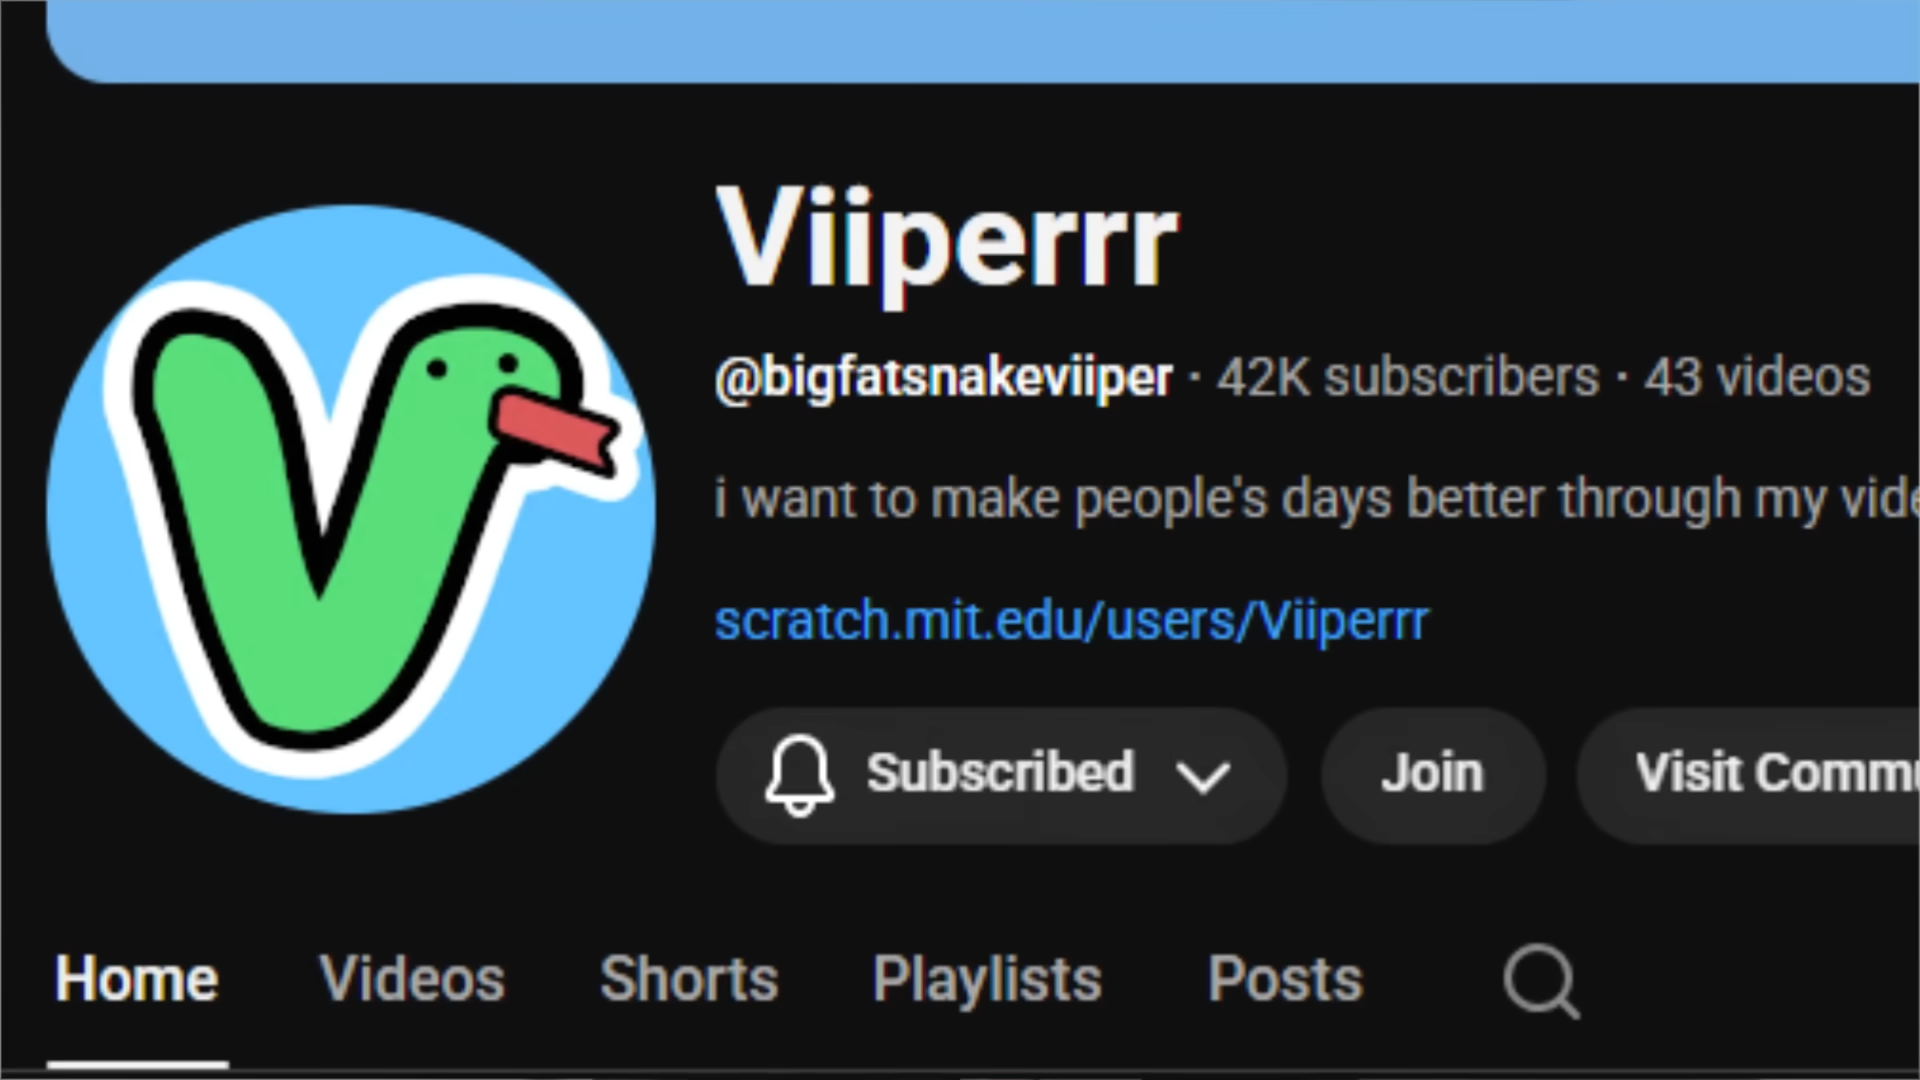 Viiperrr
@bigfatsnakeviiper · 42K subscribers · 43 videos
i want to make people's days better through my vide
scratch.mit.edu/users/Viiperrr
Subscribed Join Visit Commu
Home Videos Shorts Playlists Posts